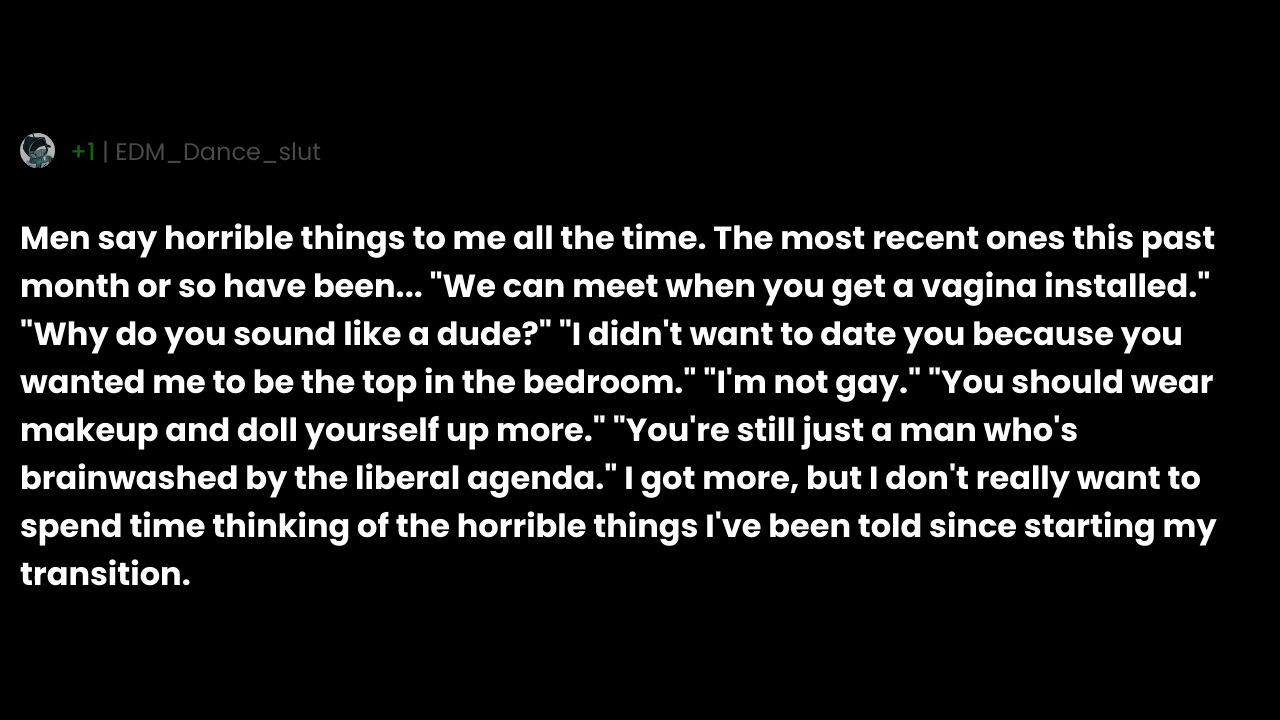 +1 | EDM_Dance_slut
Men say horrible things to me all the time. The most recent ones this past
month or so have been... "We can meet when you get a vagina installed."
"Why do you sound like a dude?" "I didn't want to date you because you
wanted me to be the top in the bedroom." "I'm not gay." "You should wear
makeup and doll yourself up more." "You're still just a man who's
brainwashed by the liberal agenda." I got more, but I don't really want to
spend time thinking of the horrible things I've been told since starting my
transition.